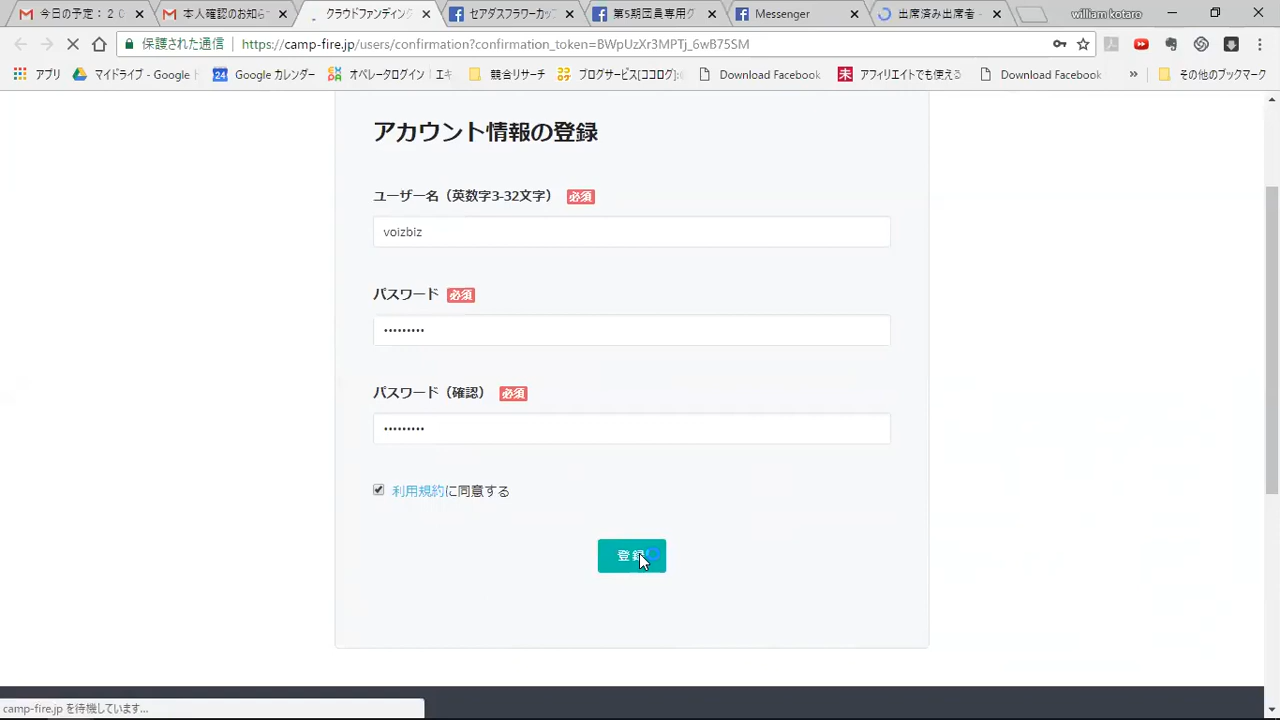 今日の予定：２０
本人確認のお知ら
クラウドファンディング
セアダスフラワーカッ
第5期団員専用グ
Messenger
出席済み出席者 -
william kotaro
保護された通信
https://camp-fire.jp/users/confirmation?confirmation_token=BWpUzXr3MPTj_6wB75SM
アプリ
マイドライブ - Google
24
Google カレンダー
オペレータログイン｜エキ
競合リサーチ
ブログサービス[ココログ]:
Download Facebook
未
アフィリエイトでも使える
Download Facebook
»
その他のブックマーク
アカウント情報の登録
ユーザー名（英数字3-32文字） 必須
voizbiz
パスワード 必須
•••••••••
パスワード（確認） 必須
•••••••••
利用規約に同意する
登録
camp-fire.jp を待機しています...